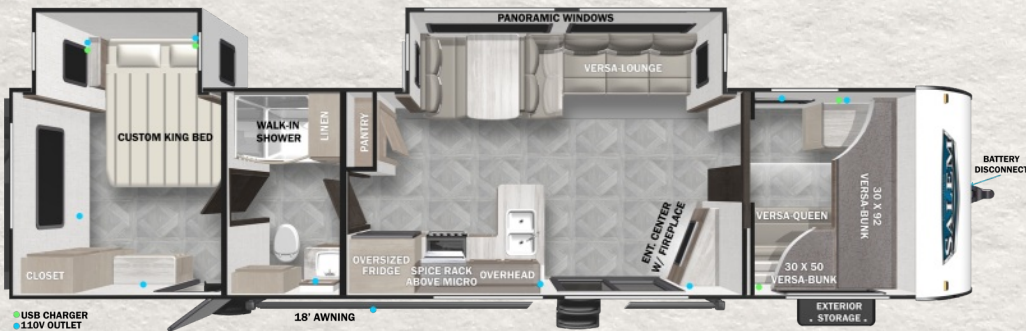 PANORAMIC WINDOWS
VERSA-LOUNGE
CUSTOM KING BED
WALK-IN
SHOWER
LINEN
PANTRY
BATTERY
DISCONNECT
30 X 92
VERSA-BUNK
SALEM
VERSA QUEEN
ENT. CENTER
W/ FIREPLACE
CLOSET
OVERSIZED
FRIDGE
SPICE RACK
ABOVE MICRO
OVERHEAD
30 X 50
VERSA-BUNK
EXTERIOR
STORAGE
USB CHARGER
110V OUTLET
18' AWNING